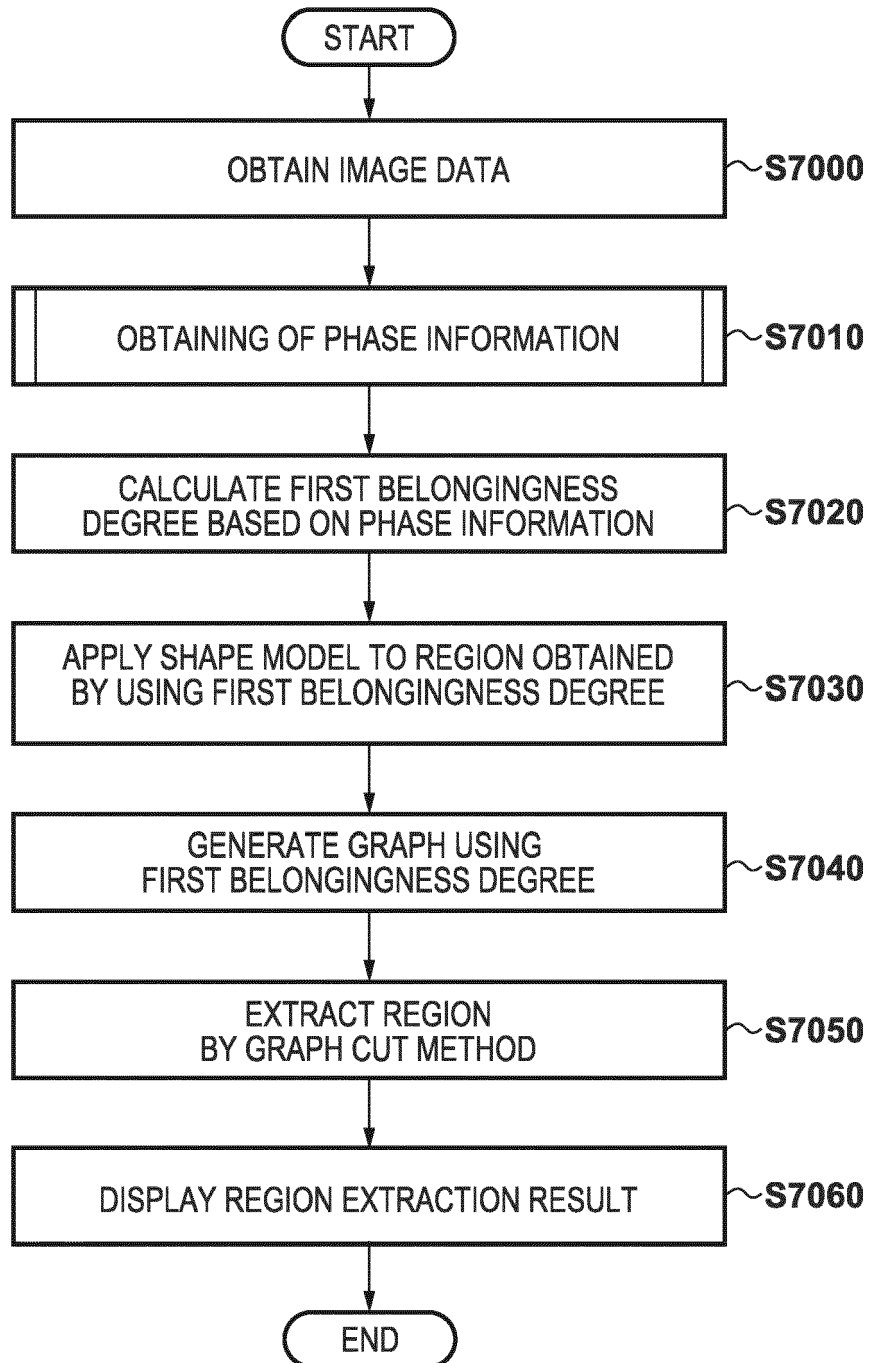 START
OBTAIN IMAGE DATA
S7000
OBTAINING OF PHASE INFORMATION
S7010
CALCULATE FIRST BELONGINGNESS
DEGREE BASED ON PHASE INFORMATION
S7020
APPLY SHAPE MODEL TO REGION OBTAINED
BY USING FIRST BELONGINGNESS DEGREE
S7030
GENERATE GRAPH USING
FIRST BELONGINGNESS DEGREE
S7040
EXTRACT REGION
BY GRAPH CUT METHOD
S7050
DISPLAY REGION EXTRACTION RESULT
S7060
END